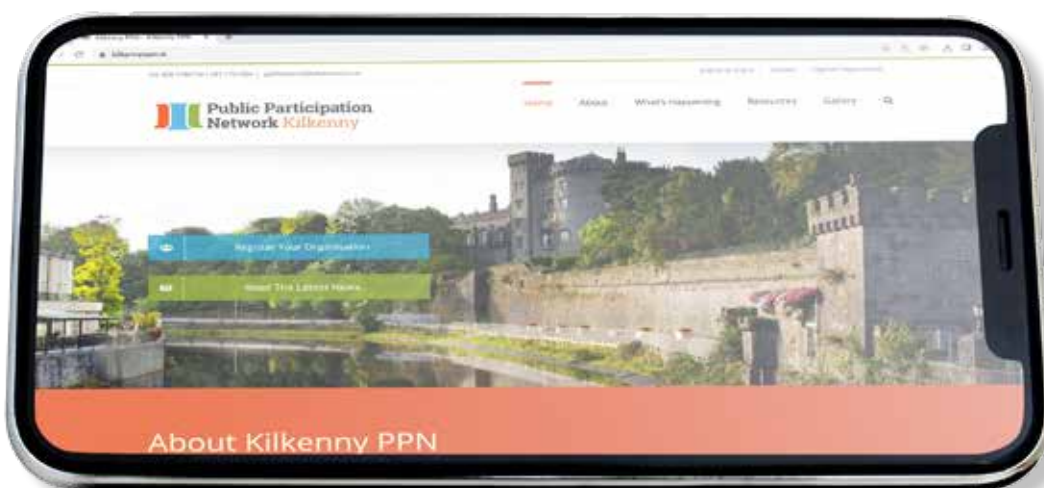 Public Participation
Network Kilkenny
Home About What's Happening Resources Gallery
Register Your Organisation
Read The Latest News
About Kilkenny PPN